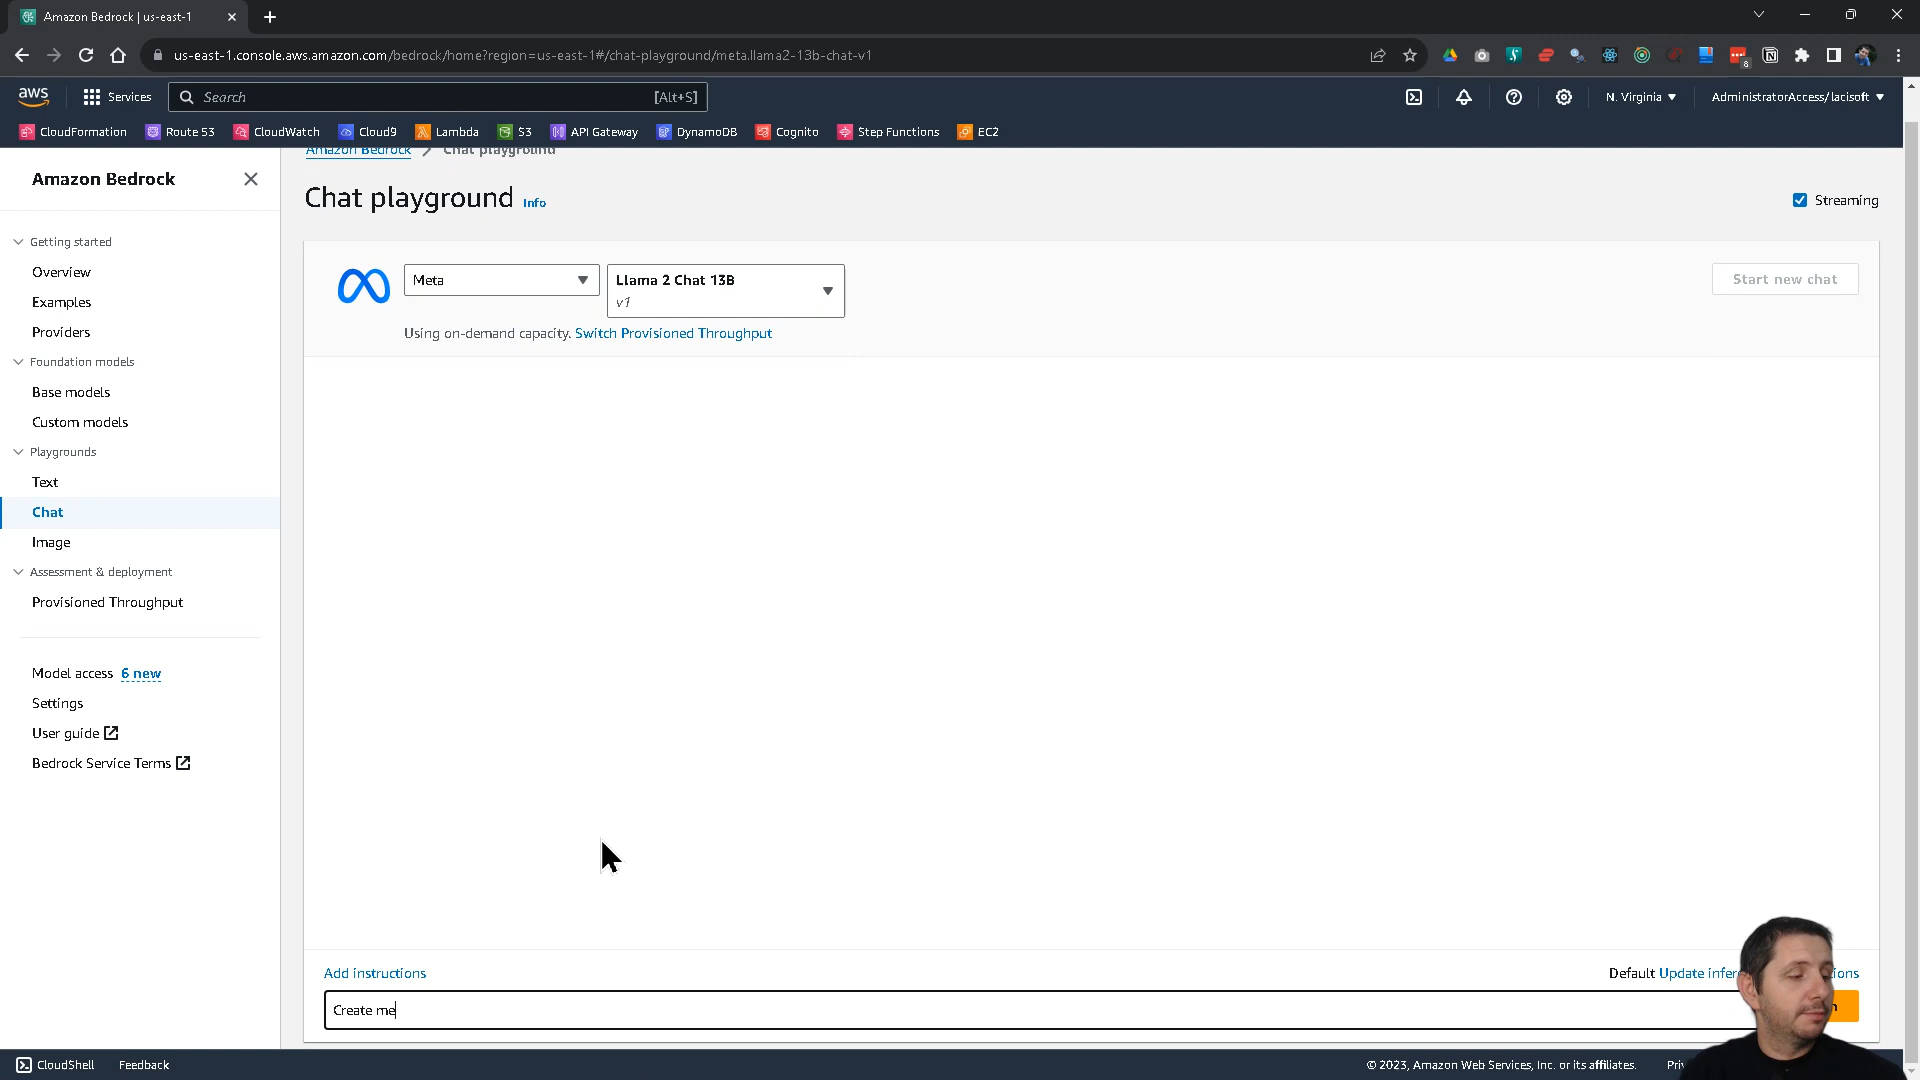 Amazon Bedrock | us-east-1
us-east-1.console.aws.amazon.com/bedrock/home?region=us-east-1#/chat-playground/meta.llama2-13b-chat-v1
8
aws
Services
Search
[Alt+S]
N. Virginia
AdministratorAccess/lacisoft
CloudFormation
Route 53
CloudWatch
Cloud9
Lambda
S3
API Gateway
DynamoDB
Cognito
Step Functions
EC2
Amazon Bedrock
Getting started
Overview
Examples
Providers
Foundation models
Base models
Custom models
Playgrounds
Text
Chat
Image
Assessment & deployment
Provisioned Throughput
Model access 6 new
Settings
User guide
Bedrock Service Terms
Amazon Bedrock > Chat playground
Chat playground Info
Streaming
Meta
Llama 2 Chat 13B
v1
Start new chat
Using on-demand capacity. Switch Provisioned Throughput
Add instructions
Default Update
Create me
CloudShell
Feedback
© 2023, Amazon Web Services, Inc. or its affiliates.